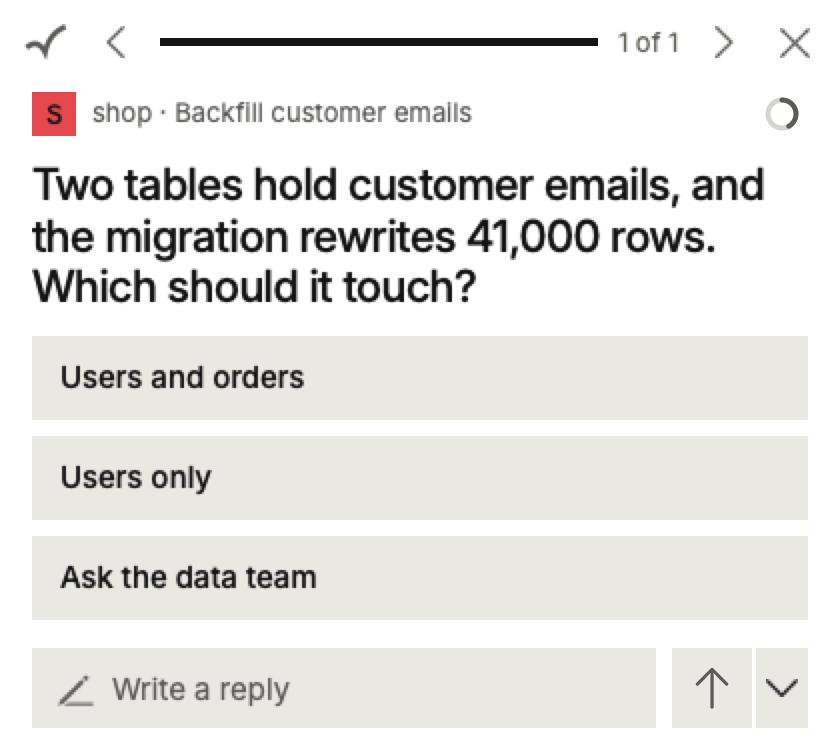 1 of 1
S shop · Backfill customer emails
Two tables hold customer emails, and
the migration rewrites 41,000 rows.
Which should it touch?
Users and orders
Users only
Ask the data team
Write a reply